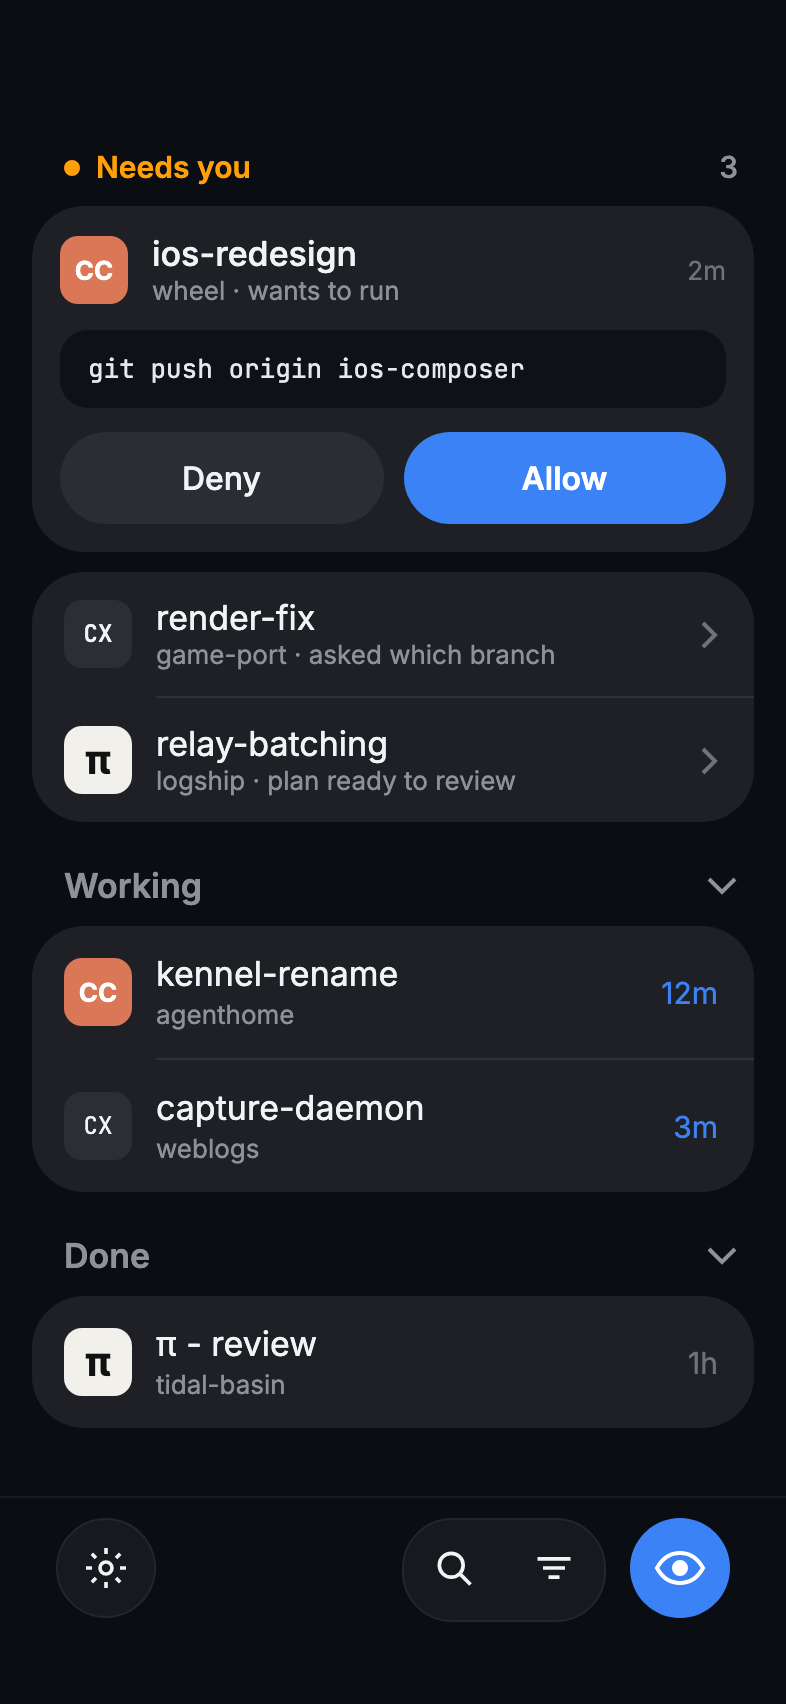 Needs you
3
CC
ios-redesign
wheel · wants to run
2m
git push origin ios-composer
Deny
Allow
CX
render-fix
game-port · asked which branch
π
relay-batching
logship · plan ready to review
Working
CC
kennel-rename
agenthome
12m
CX
capture-daemon
weblogs
3m
Done
π
π - review
tidal-basin
1h